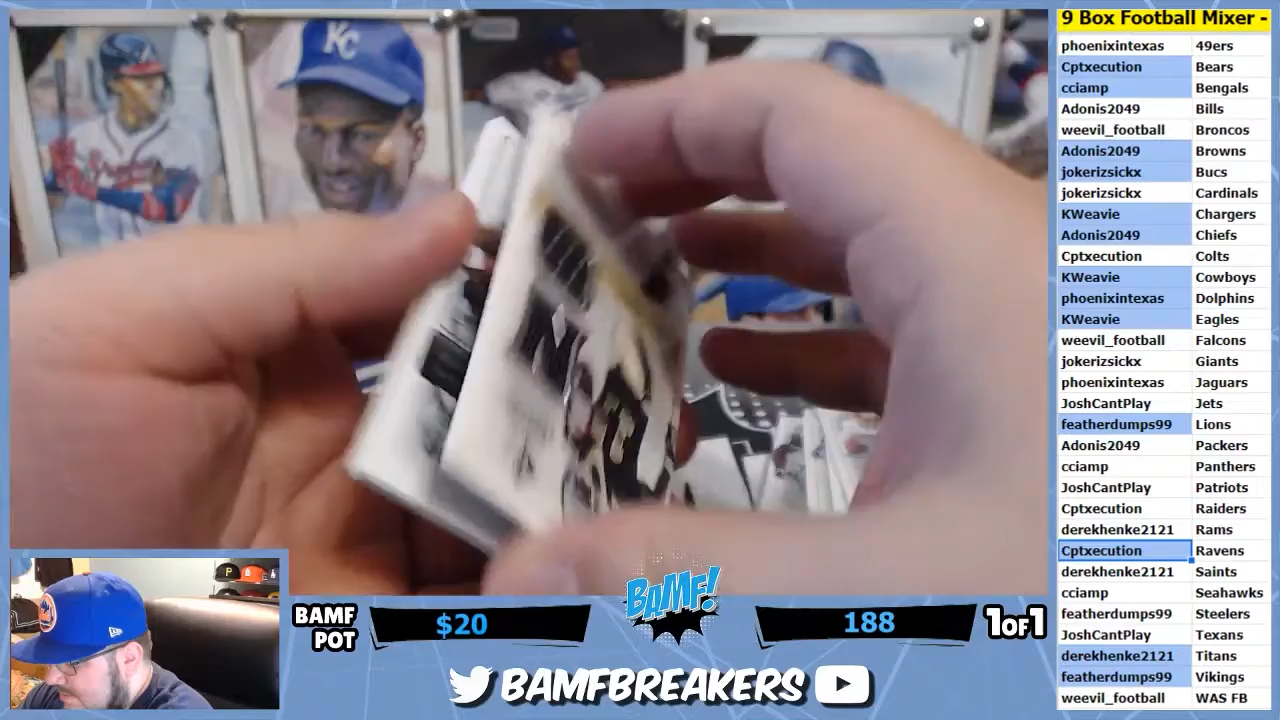 9 Box Football Mixer -
phoenixintexas 49ers
Cptxecution Bears
cciamp Bengals
Adonis2049 Bills
weevil_football Broncos
Adonis2049 Browns
jokerizsickx Bucs
jokerizsickx Cardinals
KWeavie Chargers
Adonis2049 Chiefs
Cptxecution Colts
KWeavie Cowboys
phoenixintexas Dolphins
KWeavie Eagles
weevil_football Falcons
jokerizsickx Giants
phoenixintexas Jaguars
JoshCantPlay Jets
featherdumps99 Lions
Adonis2049 Packers
cciamp Panthers
JoshCantPlay Patriots
Cptxecution Raiders
derekhenke2121 Rams
Cptxecution Ravens
derekhenke2121 Saints
cciamp Seahawks
featherdumps99 Steelers
JoshCantPlay Texans
derekhenke2121 Titans
featherdumps99 Vikings
weevil_football WAS FB
KC
Braves
P
BAMF
POT
$20
BAMF!
188
1OF1
BAMFBREAKERS